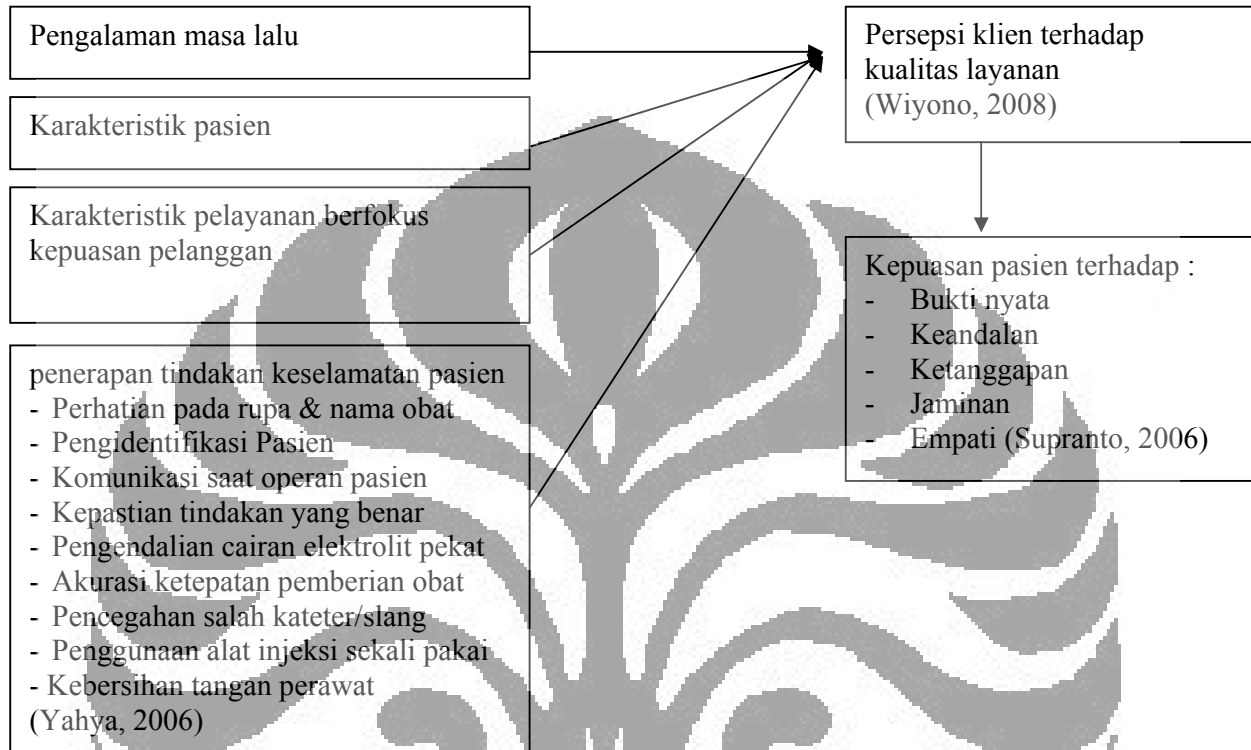 Pengalaman masa lalu
Karakteristik pasien
Karakteristik pelayanan berfokus
kepuasan pelanggan
penerapan tindakan keselamatan pasien
- Perhatian pada rupa & nama obat
- Pengidentifikasi Pasien
- Komunikasi saat operan pasien
- Kepastian tindakan yang benar
- Pengendalian cairan elektrolit pekat
- Akurasi ketepatan pemberian obat
- Pencegahan salah kateter/slang
- Penggunaan alat injeksi sekali pakai
- Kebersihan tangan perawat
(Yahya, 2006)
Persepsi klien terhadap
kualitas layanan
(Wiyono, 2008)
Kepuasan pasien terhadap :
- Bukti nyata
- Keandalan
- Ketanggapan
- Jaminan
- Empati (Supranto, 2006)